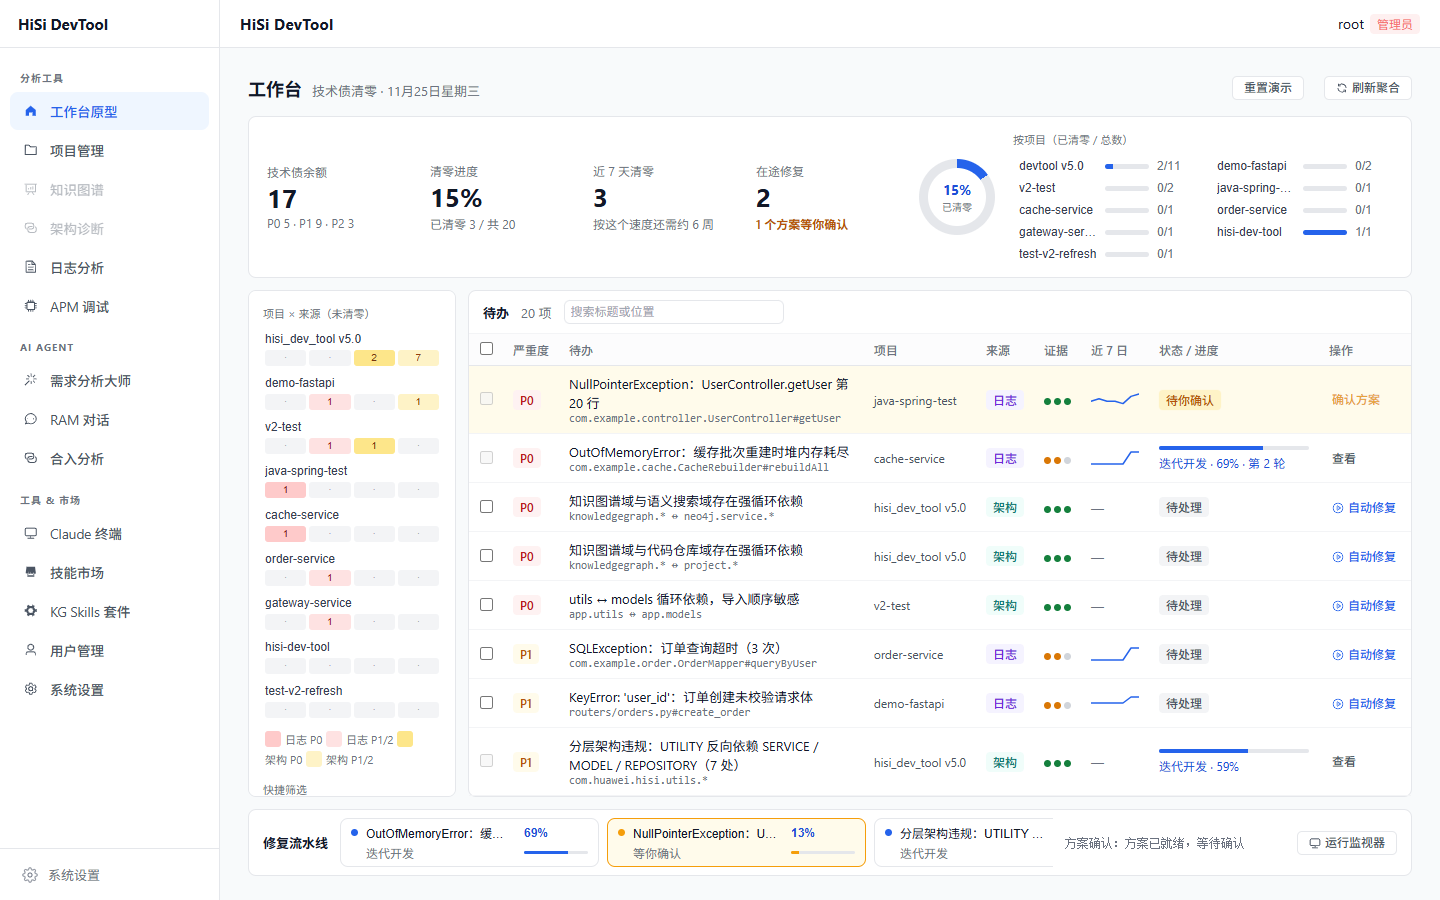 HiSi DevTool
HiSi DevTool
root 管理员
分析工具
工作台原型
项目管理
知识图谱
架构诊断
日志分析
APM 调试
AI AGENT
需求分析大师
RAM 对话
合入分析
工具 & 市场
Claude 终端
技能市场
KG Skills 套件
用户管理
系统设置
系统设置
工作台 技术债清零 · 11月25日星期三
重置演示
刷新聚合
技术债余额
17
P0 5 · P1 9 · P2 3
清零进度
15%
已清零 3 / 共 20
近 7 天清零
3
按这个速度还需约 6 周
在途修复
2
1 个方案等你确认
15%
已清零
按项目（已清零 / 总数）
devtool v5.0 2/11
demo-fastapi 0/2
v2-test 0/2
java-spring-... 0/1
cache-service 0/1
order-service 0/1
gateway-ser... 0/1
hisi-dev-tool 1/1
test-v2-refresh 0/1
项目 × 来源（未清零）
hisi_dev_tool v5.0
· · 2 7
demo-fastapi
· 1 · 1
v2-test
· 1 1 ·
java-spring-test
1 · · ·
cache-service
1 · · ·
order-service
· 1 · ·
gateway-service
· 1 · ·
hisi-dev-tool
· · · ·
test-v2-refresh
· · · ·
日志 P0 日志 P1/2
架构 P0 架构 P1/2
快捷筛选
待办 20 项 搜索标题或位置
严重度 待办 项目 来源 证据 近 7 日 状态 / 进度 操作
P0 NullPointerException：UserController.getUser 第 20 行
com.example.controller.UserController#getUser
java-spring-test 日志 待你确认 确认方案
P0 OutOfMemoryError：缓存批次重建时堆内存耗尽
com.example.cache.CacheRebuilder#rebuildAll
cache-service 日志 迭代开发 · 69% · 第 2 轮 查看
P0 知识图谱域与语义搜索域存在强循环依赖
knowledgegraph.* ↔ neo4j.service.*
hisi_dev_tool v5.0 架构 — 待处理 自动修复
P0 知识图谱域与代码仓库域存在强循环依赖
knowledgegraph.* ↔ project.*
hisi_dev_tool v5.0 架构 — 待处理 自动修复
P0 utils ↔ models 循环依赖，导入顺序敏感
app.utils ↔ app.models
v2-test 架构 — 待处理 自动修复
P1 SQLException：订单查询超时（3 次）
com.example.order.OrderMapper#queryByUser
order-service 日志 待处理 自动修复
P1 KeyError: 'user_id'：订单创建未校验请求体
routers/orders.py#create_order
demo-fastapi 日志 待处理 自动修复
P1 分层架构违规：UTILITY 反向依赖 SERVICE / MODEL / REPOSITORY（7 处）
com.huawei.hisi.utils.*
hisi_dev_tool v5.0 架构 — 迭代开发 · 59% 查看
修复流水线
OutOfMemoryError：缓... 69%
迭代开发
NullPointerException：U... 13%
等你确认
分层架构违规：UTILITY ...
迭代开发
方案确认：方案已就绪，等待确认
运行监视器